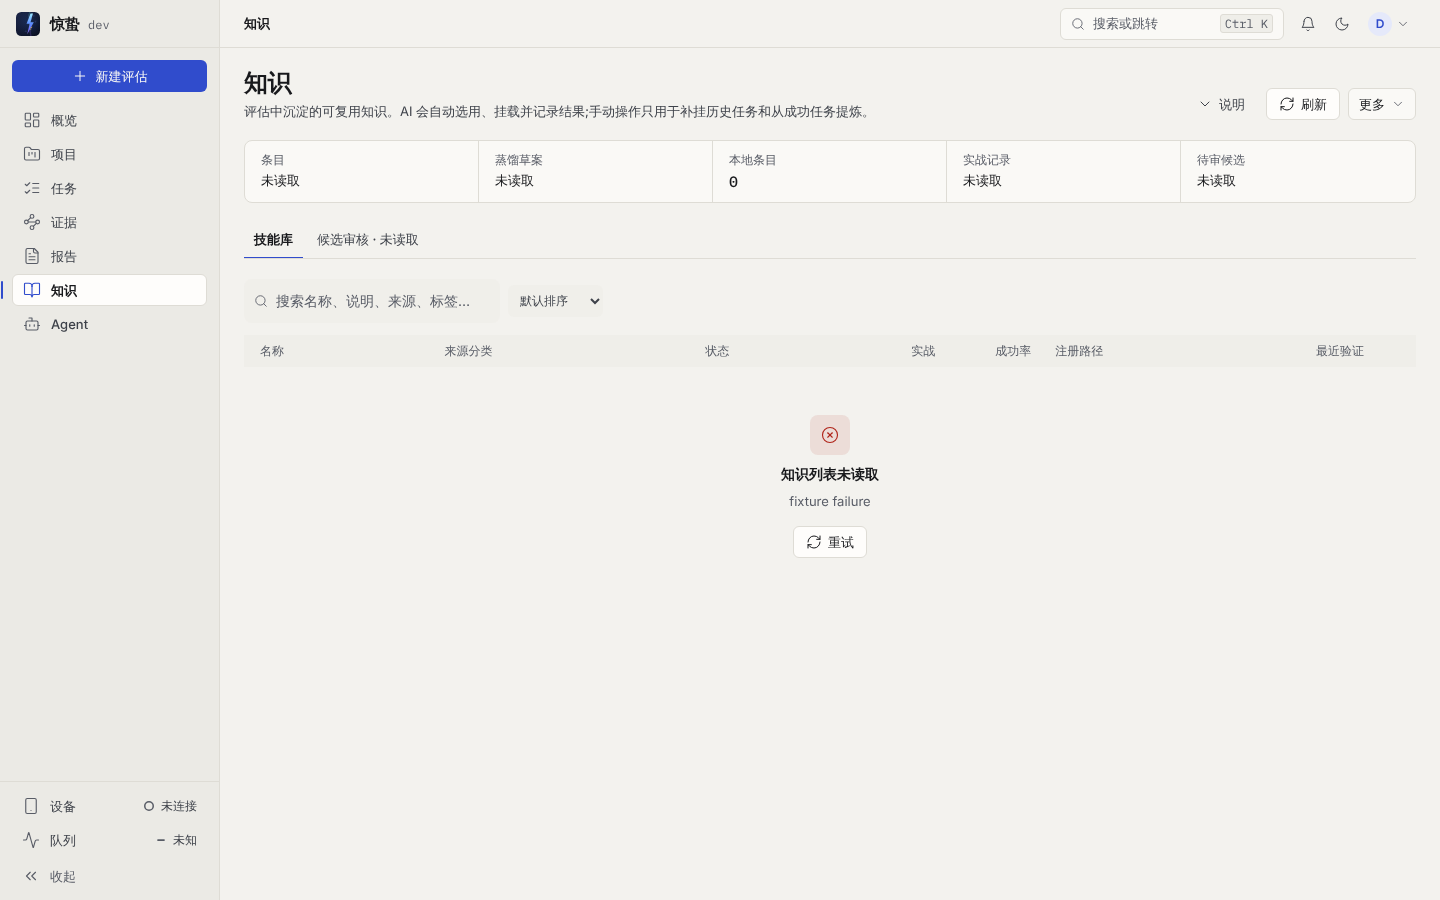 惊蛰 dev
知识
搜索或跳转 Ctrl K
D
新建评估
概览
项目
任务
证据
报告
知识
Agent
设备 未连接
队列 未知
收起
知识
评估中沉淀的可复用知识。AI 会自动选用、挂载并记录结果;手动操作只用于补挂历史任务和从成功任务提炼。
说明
刷新
更多
条目
未读取
蒸馏草案
未读取
本地条目
0
实战记录
未读取
待审候选
未读取
技能库
候选审核 · 未读取
搜索名称、说明、来源、标签...
默认排序
名称 来源分类 状态 实战 成功率 注册路径 最近验证
知识列表未读取
fixture failure
重试